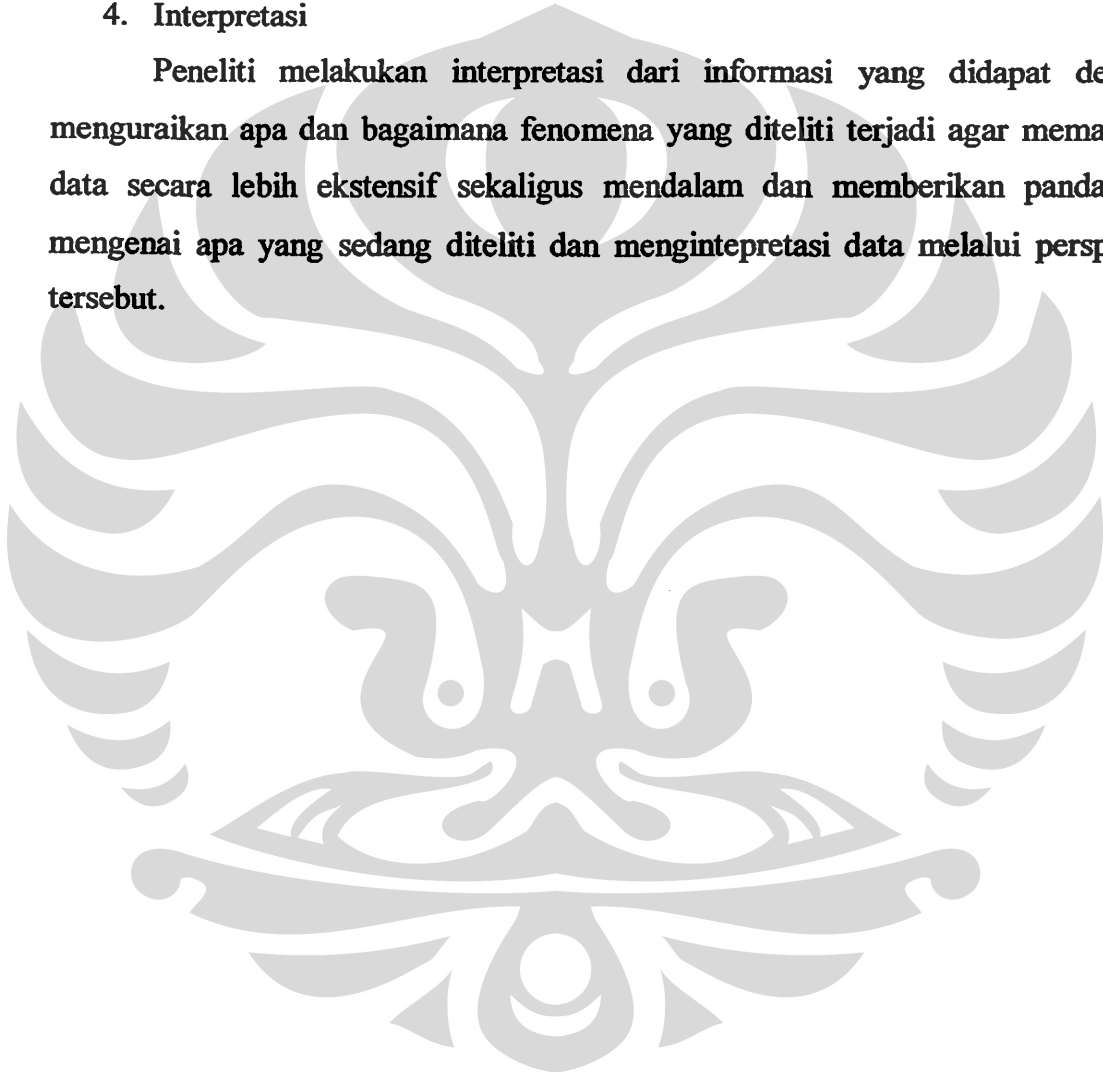 4. Interpretasi
Peneliti melakukan interpretasi dari informasi yang didapat de
menguraikan apa dan bagaimana fenomena yang diteliti terjadi agar mema
data secara lebih ekstensif sekaligus mendalam dan memberikan panda
mengenai apa yang sedang diteliti dan mengintepretasi data melalui persp
tersebut.